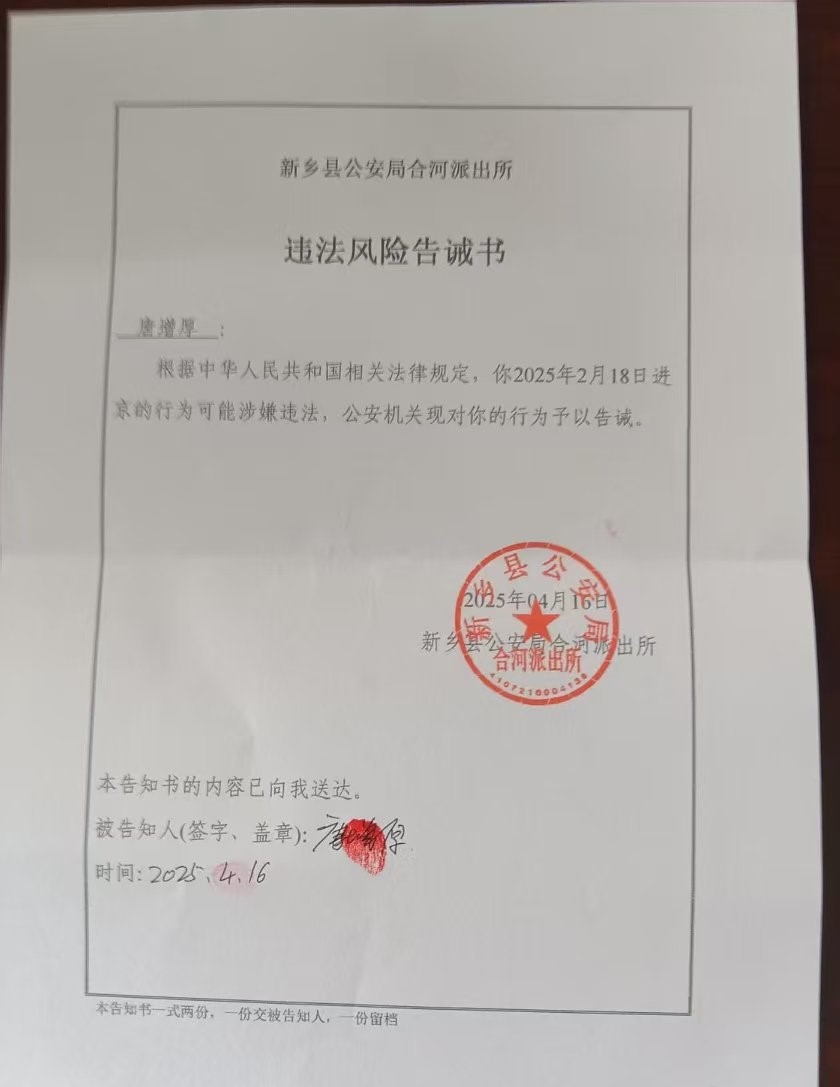 新乡县公安局合河派出所
违法风险告诫书
唐增厚：
根据中华人民共和国相关法律规定，你2025年2月18日进
京的行为可能涉嫌违法，公安机关现对你的行为予以告诫。
2025年04月16日
新乡县公安局合河派出所
新乡县公安局
合河派出所
本告知书的内容已向我送达。
被告知人(签字、盖章):
时间:2025.4.16
本告知书一式两份，一份交被告知人，一份留档